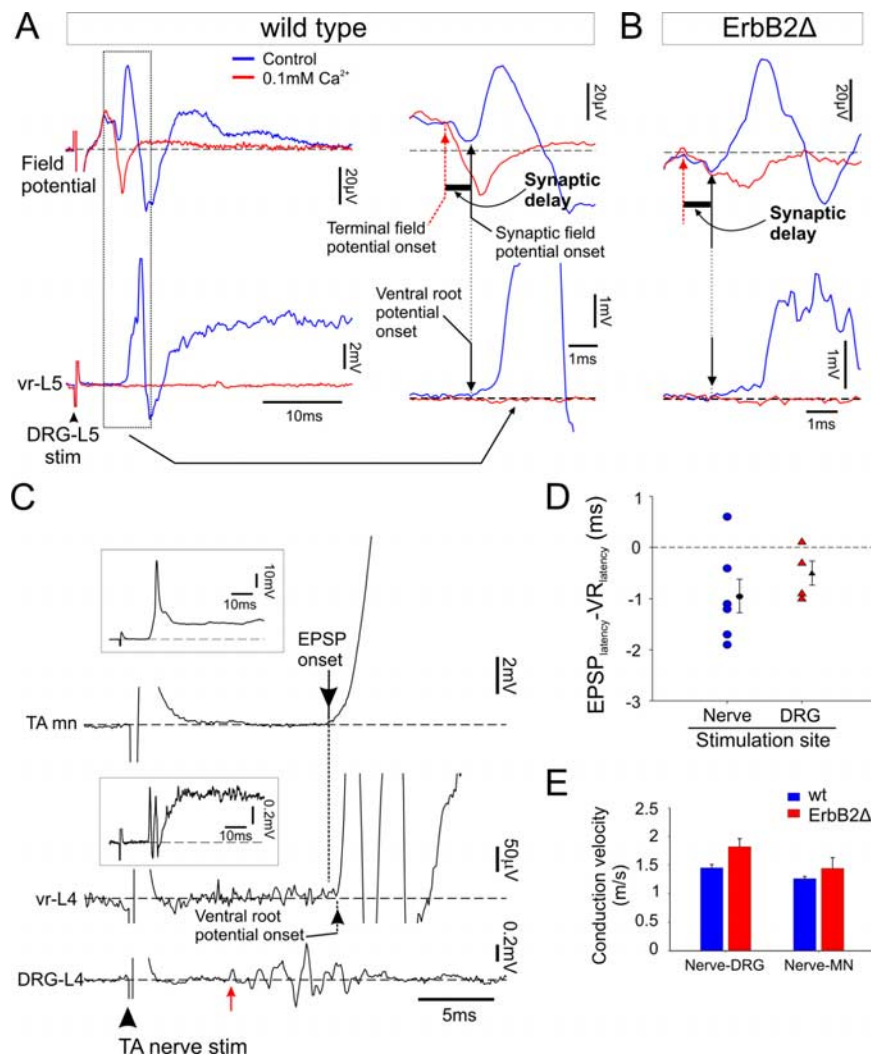 A
wild type
B
ErbB2Δ
Control
0.1mM Ca²⁺
Field
potential
20µV
20µV
20µV
Synaptic
delay
Terminal field
potential onset
Synaptic field
potential onset
Synaptic
delay
Ventral root
potential
onset
1mV
1ms
2mV
1mV
vr-L5
10ms
1ms
DRG-L5
stim
C
D
10mV
10ms
EPSP
onset
2mV
TA mn
0.2mV
10ms
50µV
vr-L4
Ventral root
potential onset
0.2mV
DRG-L4
5ms
TA nerve stim
EPSPlatency-VRlatency (ms)
1
0
-1
-2
-3
Nerve
DRG
Stimulation site
E
wt
ErbB2Δ
Conduction velocity
(m/s)
2.5
2
1.5
1
0.5
0
Nerve-DRG
Nerve-MN